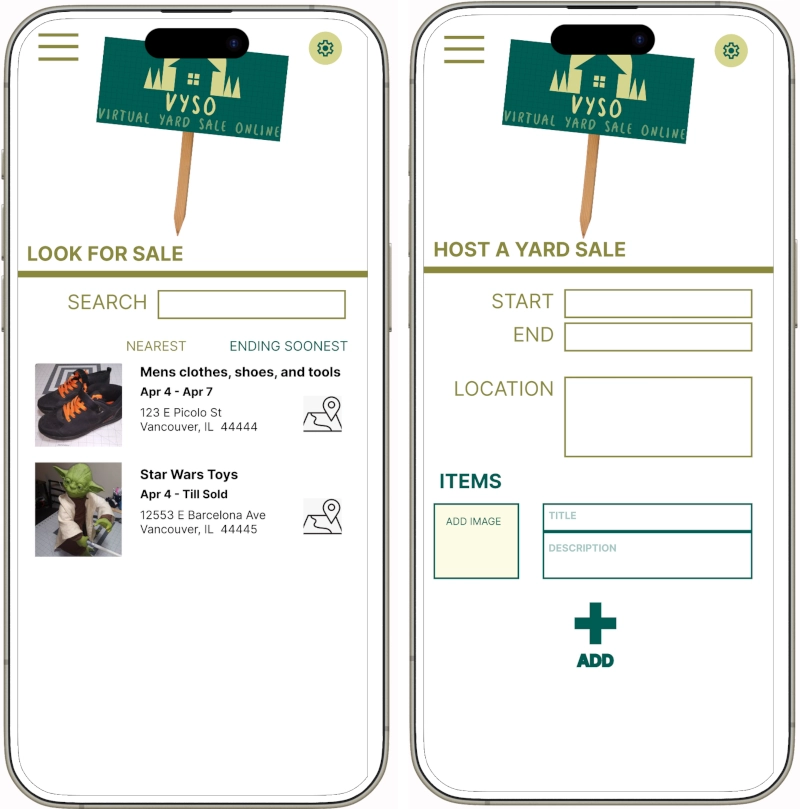 VYSO
VIRTUAL YARD SALE ONLINE
LOOK FOR SALE
SEARCH
NEAREST ENDING SOONEST
Mens clothes, shoes, and tools
Apr 4 - Apr 7
123 E Picolo St
Vancouver, IL 44444
Star Wars Toys
Apr 4 - Till Sold
12553 E Barcelona Ave
Vancouver, IL 44445
VYSO
VIRTUAL YARD SALE ONLINE
HOST A YARD SALE
START
END
LOCATION
ITEMS
ADD IMAGE
TITLE
DESCRIPTION
ADD